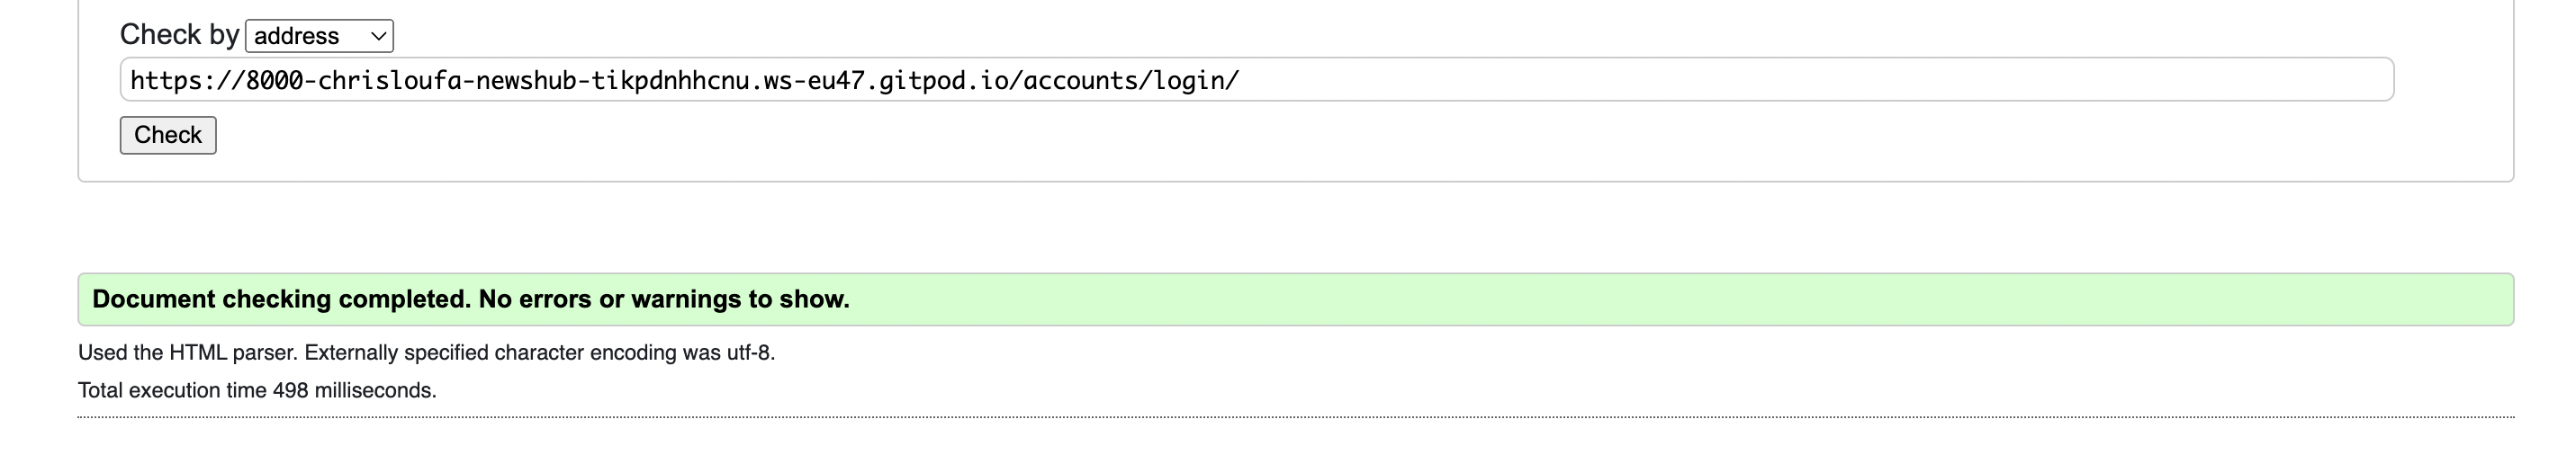 Check by address
https://8000-chrisloufa-newshub-tikpdnhhcnu.ws-eu47.gitpod.io/accounts/login/
Check
Document checking completed. No errors or warnings to show.
Used the HTML parser. Externally specified character encoding was utf-8.
Total execution time 498 milliseconds.